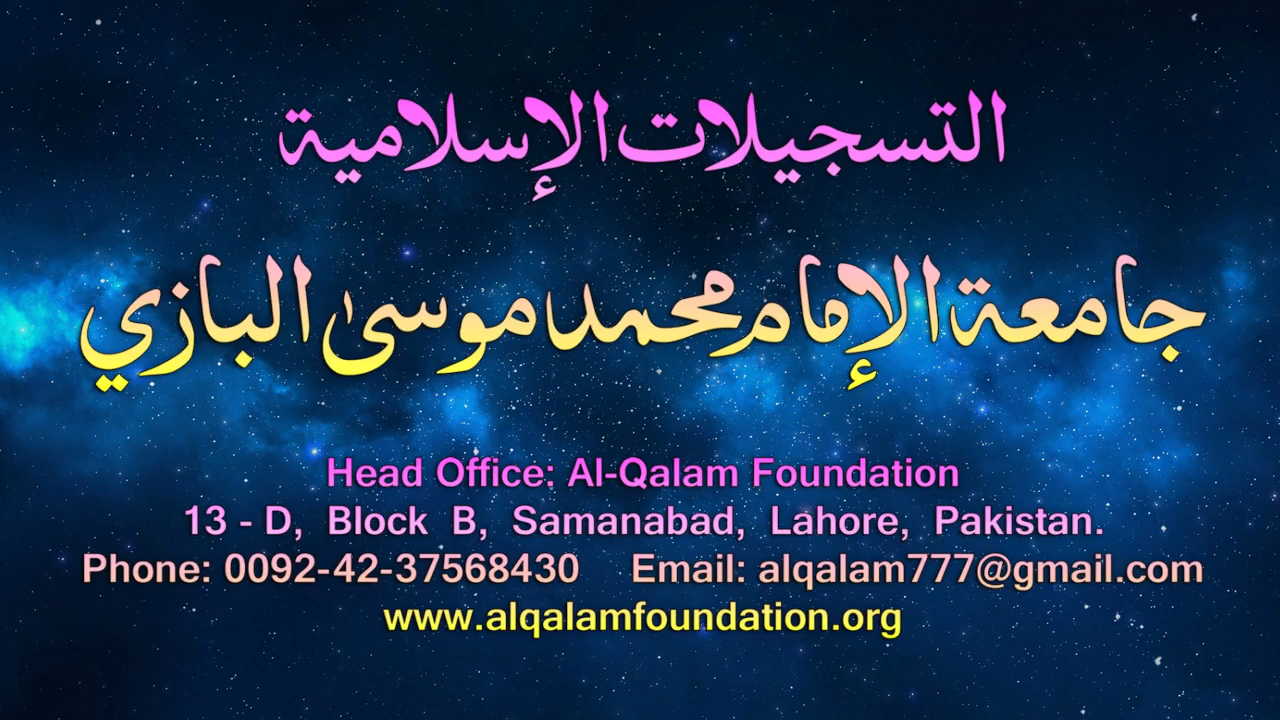 التسجيلات الإسلامية
جامعة الإمام محمد موسىٰ البازي
Head Office: Al-Qalam Foundation
13 - D, Block B, Samanabad, Lahore, Pakistan.
Phone: 0092-42-37568430 Email: alqalam777@gmail.com
www.alqalamfoundation.org